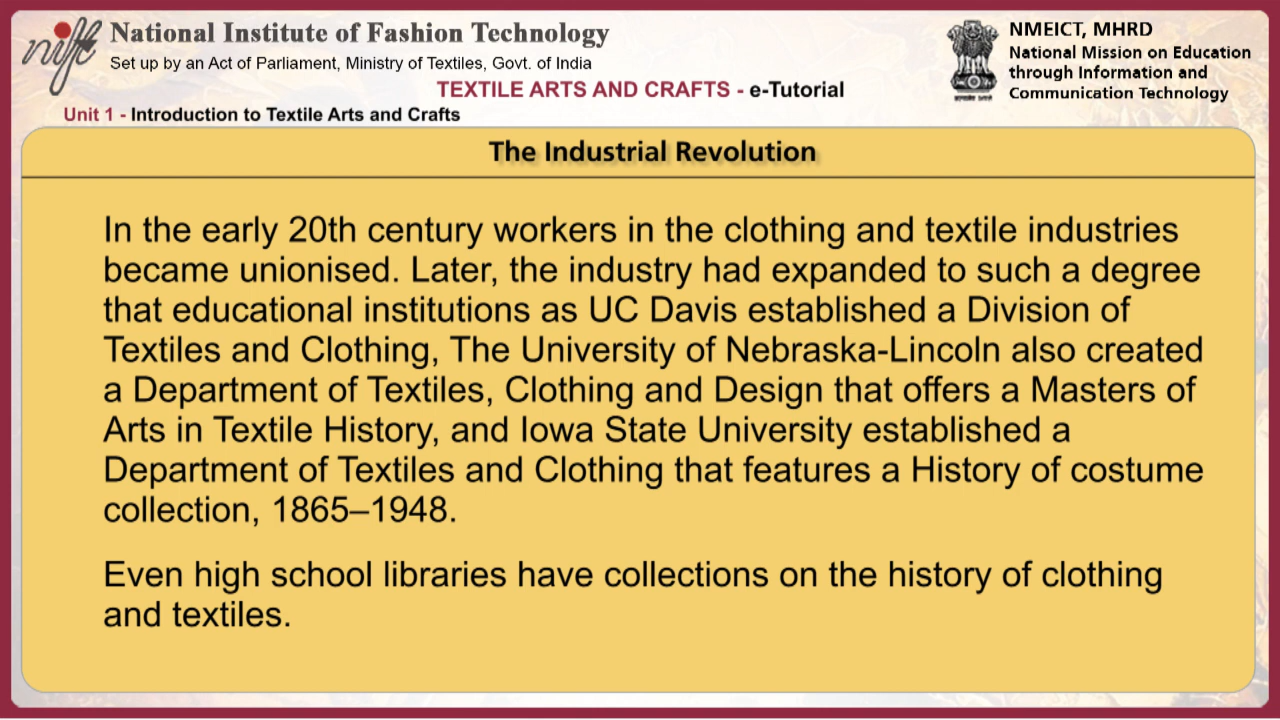 nift
National Institute of Fashion Technology
Set up by an Act of Parliament, Ministry of Textiles, Govt. of India
NMEICT, MHRD
National Mission on Education
through Information and
Communication Technology
TEXTILE ARTS AND CRAFTS - e-Tutorial
Unit 1 - Introduction to Textile Arts and Crafts
The Industrial Revolution
In the early 20th century workers in the clothing and textile industries
became unionised. Later, the industry had expanded to such a degree
that educational institutions as UC Davis established a Division of
Textiles and Clothing, The University of Nebraska-Lincoln also created
a Department of Textiles, Clothing and Design that offers a Masters of
Arts in Textile History, and Iowa State University established a
Department of Textiles and Clothing that features a History of costume
collection, 1865–1948.
Even high school libraries have collections on the history of clothing
and textiles.